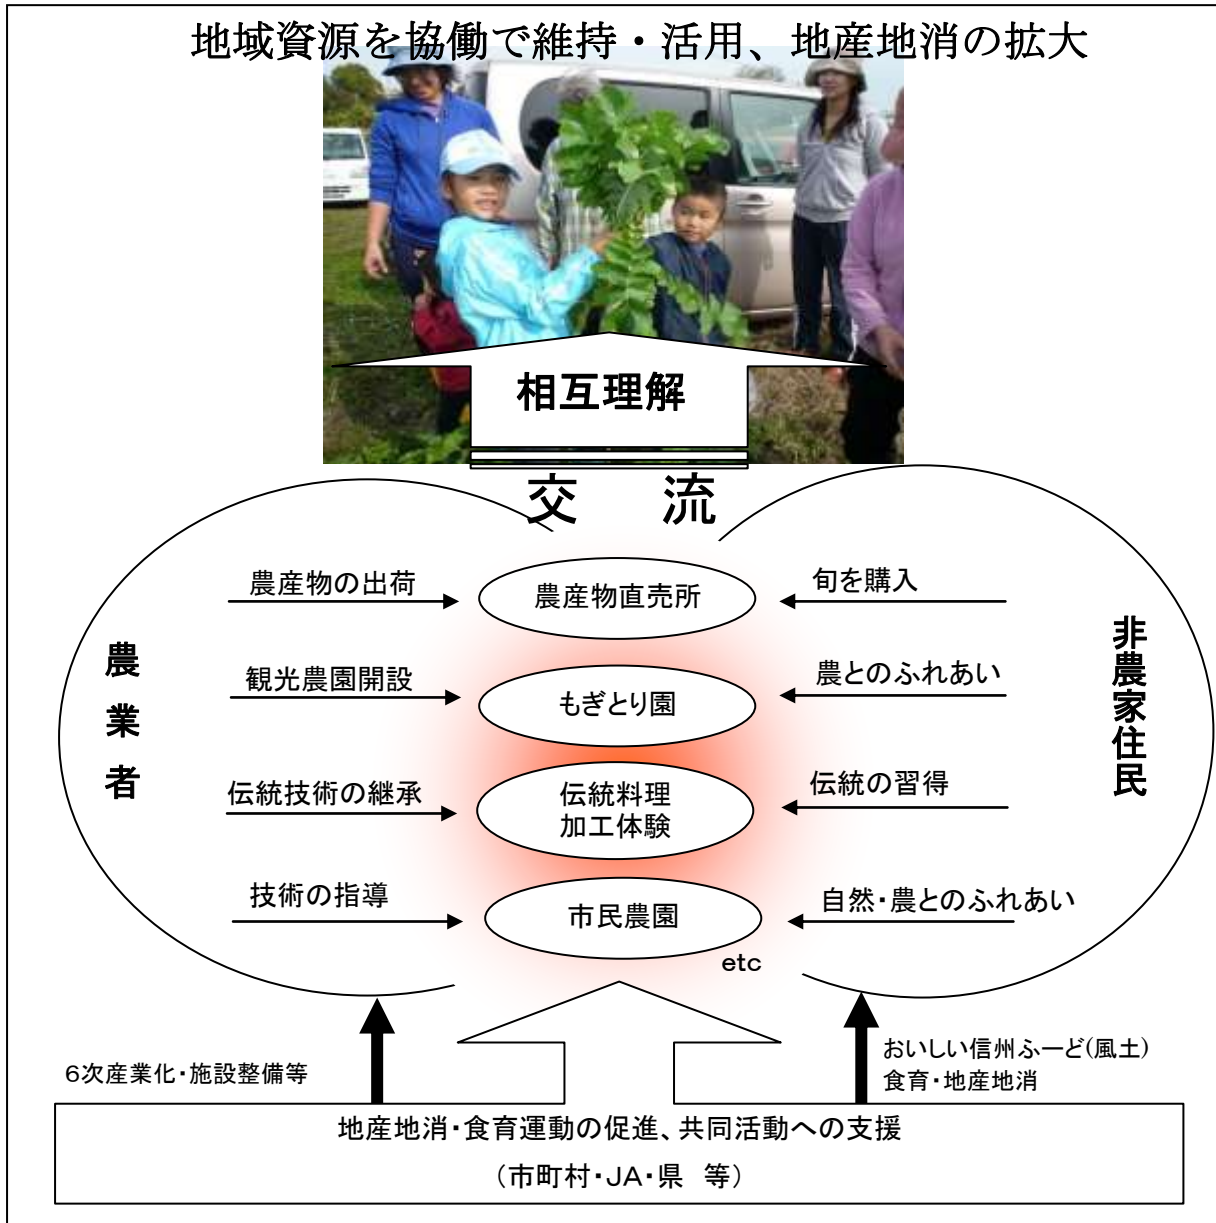 地域資源を協働で維持・活用、地産地消の拡大
相互理解
交　流
農業者
非農家住民
農産物の出荷
農産物直売所
旬を購入
観光農園開設
もぎとり園
農とのふれあい
伝統技術の継承
伝統料理
加工体験
伝統の習得
技術の指導
市民農園
自然・農とのふれあい
etc
6次産業化・施設整備等
おいしい信州ふーど(風土)
食育・地産地消
地産地消・食育運動の促進、共同活動への支援
（市町村・JA・県　等）